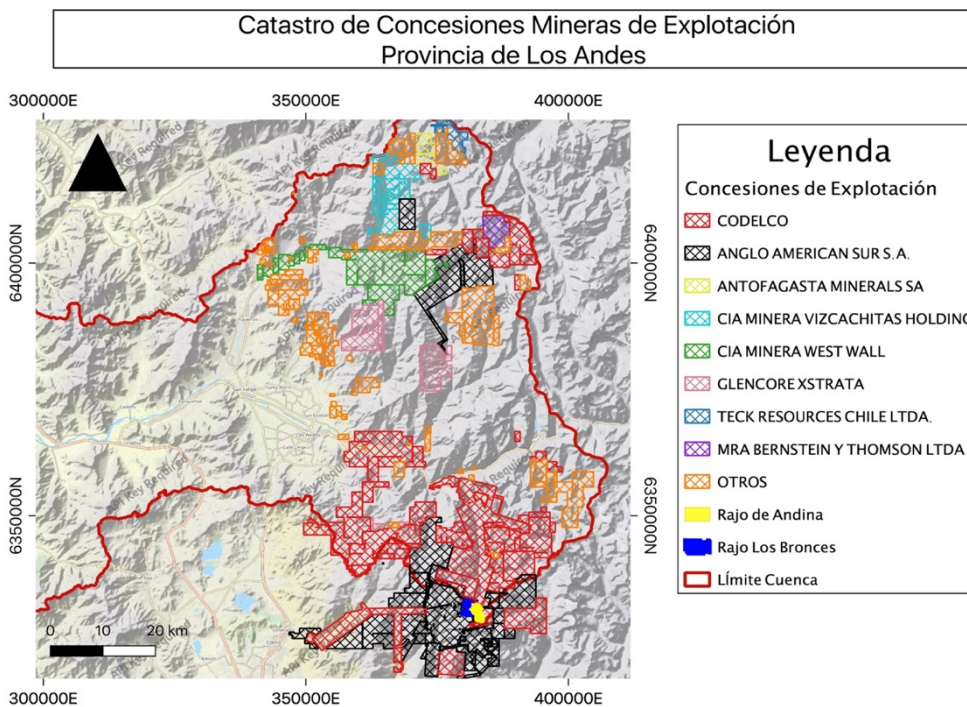 Catastro de Concesiones Mineras de Explotación
Provincia de Los Andes
300000E
350000E
400000E
6400000N
6400000N
6350000N
6350000N
API Key Required
0 10 20 km
300000E
350000E
400000E
Leyenda
Concesiones de Explotación
CODELCO
ANGLO AMERICAN SUR S.A.
ANTOFAGASTA MINERALS SA
CIA MINERA VIZCACHITAS HOLDING
CIA MINERA WEST WALL
GLENCORE XSTRATA
TECK RESOURCES CHILE LTDA.
MRA BERNSTEIN Y THOMSON LTDA
OTROS
Rajo de Andina
Rajo Los Bronces
Límite Cuenca